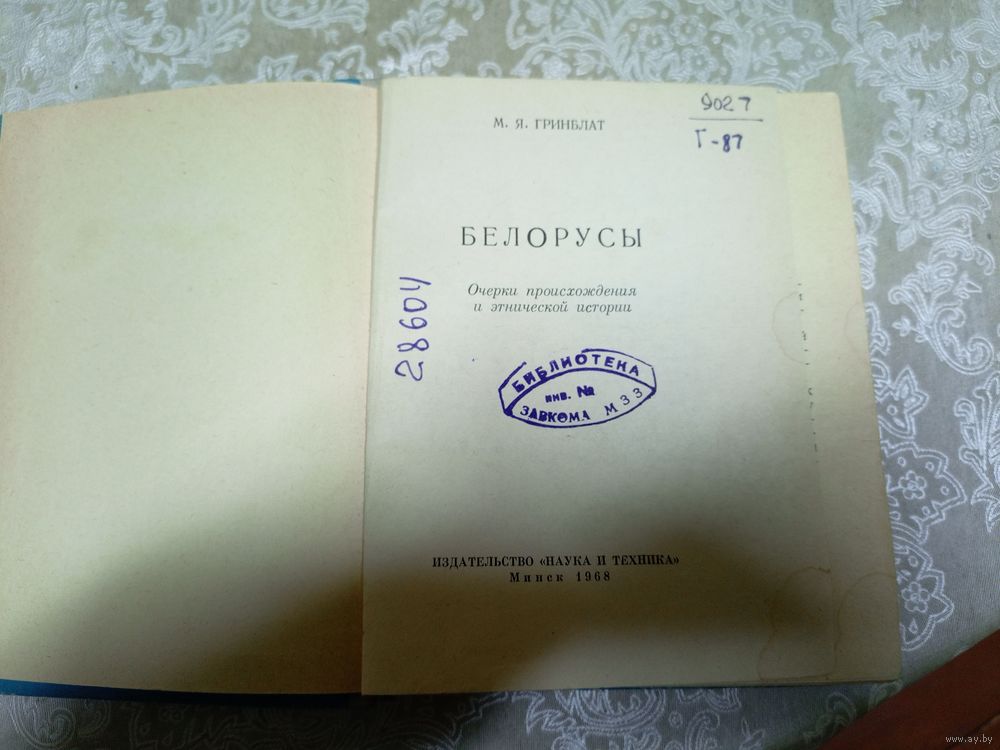 9027
Г-87
М. Я. ГРИНБЛАТ
БЕЛОРУСЫ
Очерки происхождения
и этнической истории
28604
БИБЛИОТЕКА
инв. №
ЗАВКОМА МЗЗ
ИЗДАТЕЛЬСТВО «НАУКА И ТЕХНИКА»
Минск 1968
www.ay.by